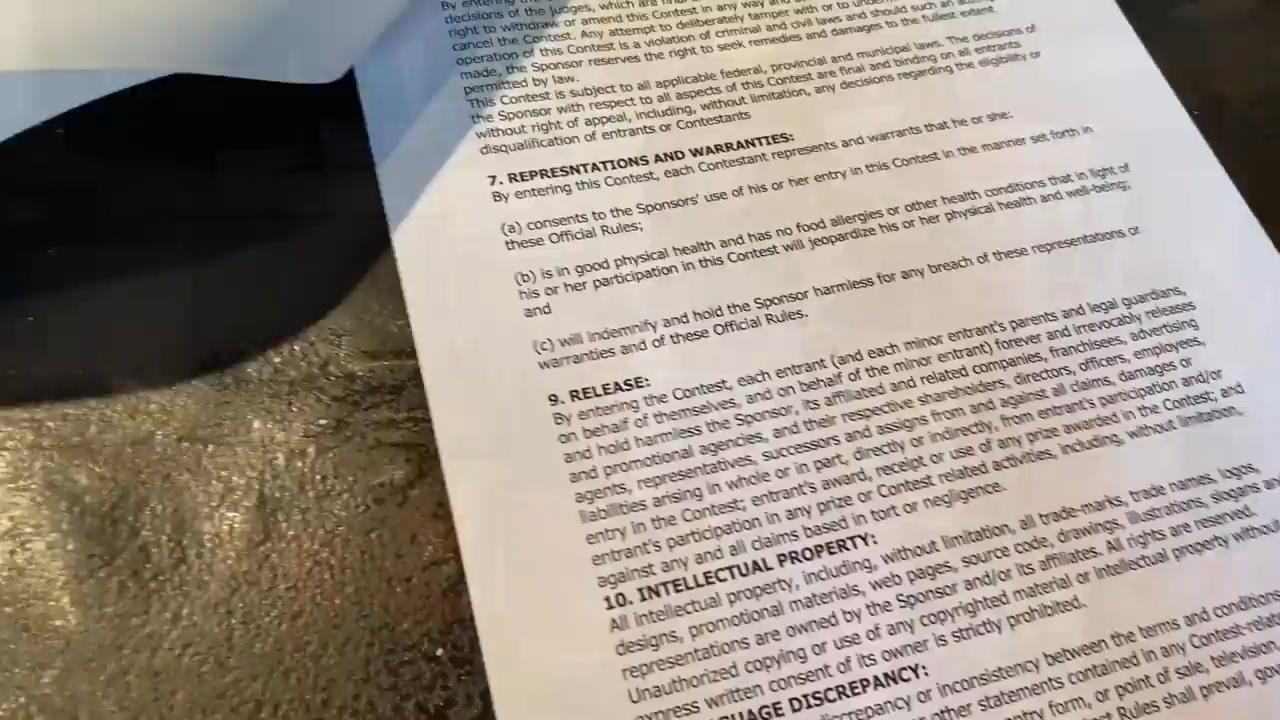 By entering the
decisions of the judges, which are final
right to withdraw or amend this Contest in any way and
cancel the Contest. Any attempt to deliberately tamper with or to
operation of this Contest is a violation of criminal and civil laws and should such an
made, the Sponsor reserves the right to seek remedies and damages to the fullest extent
permitted by law.
This Contest is subject to all applicable federal, provincial and municipal laws. The decisions of
the Sponsor with respect to all aspects of this Contest are final and binding on all entrants
without right of appeal, including, without limitation, any decisions regarding the eligibility or
disqualification of entrants or Contestants
7. REPRESNTATIONS AND WARRANTIES:
By entering this Contest, each Contestant represents and warrants that he or she:
(a) consents to the Sponsors' use of his or her entry in this Contest in the manner set forth in
these Official Rules;
(b) is in good physical health and has no food allergies or other health conditions that in light of
his or her participation in this Contest will jeopardize his or her physical health and well-being;
and
(c) will indemnify and hold the Sponsor harmless for any breach of these representations or
warranties and of these Official Rules.
9. RELEASE:
By entering the Contest, each entrant (and each minor entrant's parents and legal guardians,
on behalf of themselves, and on behalf of the minor entrant) forever and irrevocably releases
and hold harmless the Sponsor, its affiliated and related companies, franchisees, advertising
and promotional agencies, and their respective shareholders, directors, officers, employees,
agents, representatives, successors and assigns from and against all claims, damages or
liabilities arising in whole or in part, directly or indirectly, from entrant's participation and/or
entry in the Contest; entrant's award, receipt or use of any prize awarded in the Contest; and
entrant's participation in any prize or Contest related activities, including, without limitation,
against any and all claims based in tort or negligence.
10. INTELLECTUAL PROPERTY:
All intellectual property, including, without limitation, all trade-marks, trade names, logos,
designs, promotional materials, web pages, source code, drawings, illustrations, slogans and
representations are owned by the Sponsor and/or its affiliates. All rights are reserved.
Unauthorized copying or use of any copyrighted material or intellectual property without
express written consent of its owner is strictly prohibited.
UAGE DISCREPANCY:
discrepancy or inconsistency between the terms and conditions
other statements contained in any Contest-rela
ntry form, or point of sale, television
t Rules shall prevail, gov